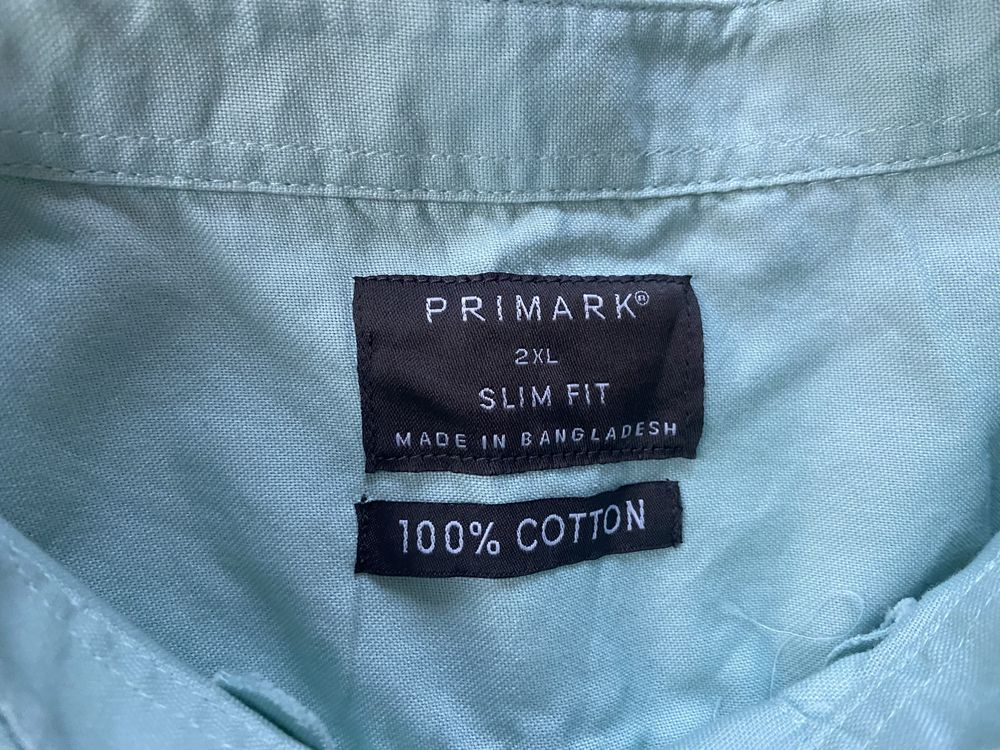 PRIMARK®
2XL
SLIM FIT
MADE IN BANGLADESH
100% COTTON